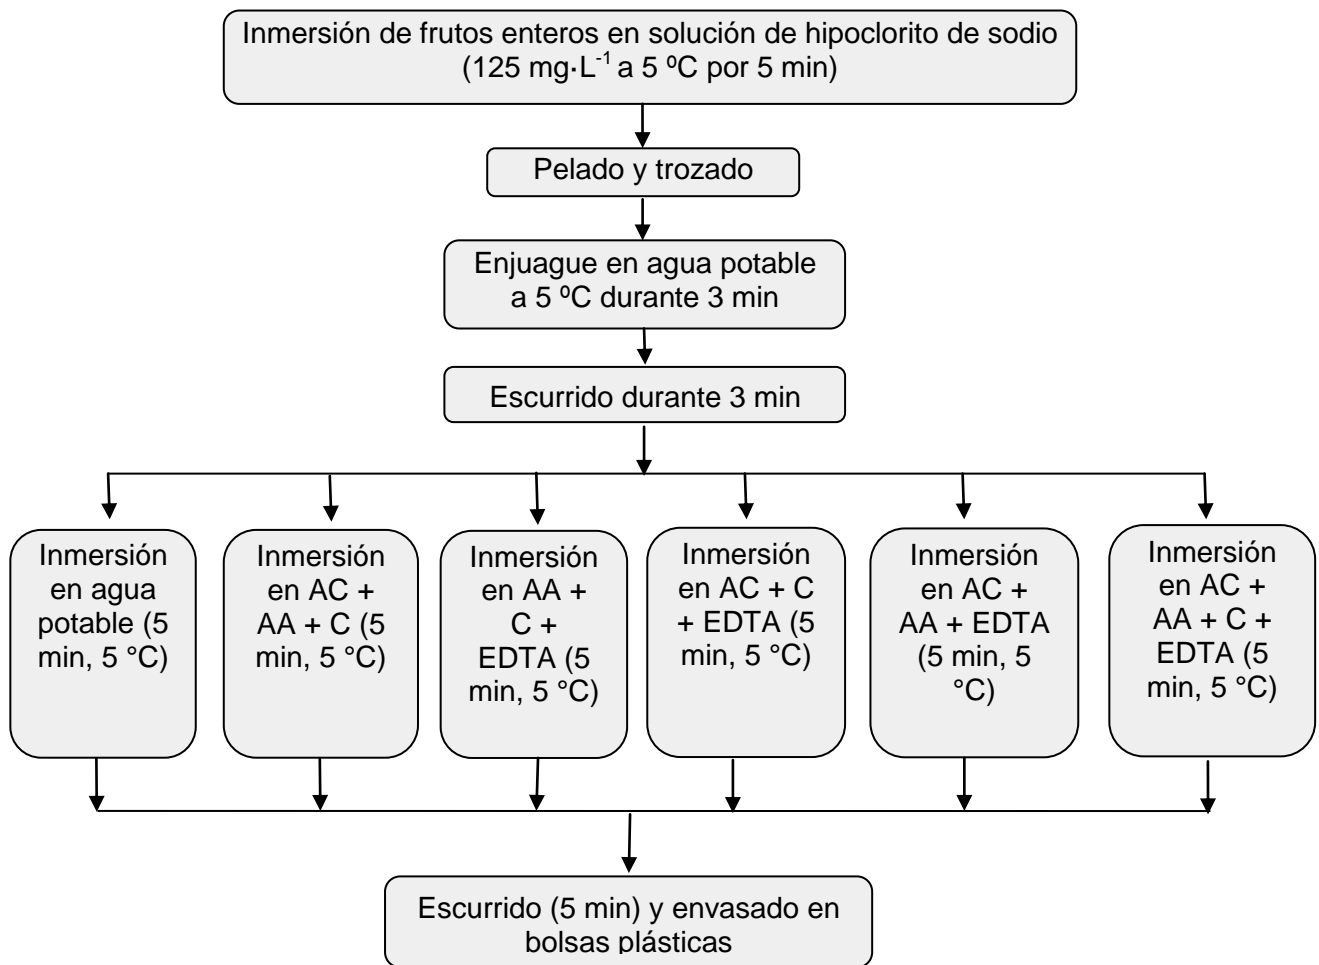 Inmersión de frutos enteros en solución de hipoclorito de sodio
(125 mg·L-1 a 5 ºC por 5 min)
Pelado y trozado
Enjuague en agua potable
a 5 ºC durante 3 min
Escurrido durante 3 min
Inmersión
en agua
potable (5
min, 5 °C)
Inmersión
en AC +
AA + C (5
min, 5 °C)
Inmersión
en AA +
C +
EDTA (5
min, 5 °C)
Inmersión
en AC + C
+ EDTA (5
min, 5 °C)
Inmersión
en AC +
AA + EDTA
(5 min, 5
°C)
Inmersión
en AC +
AA + C +
EDTA (5
min, 5 °C)
Escurrido (5 min) y envasado en
bolsas plásticas